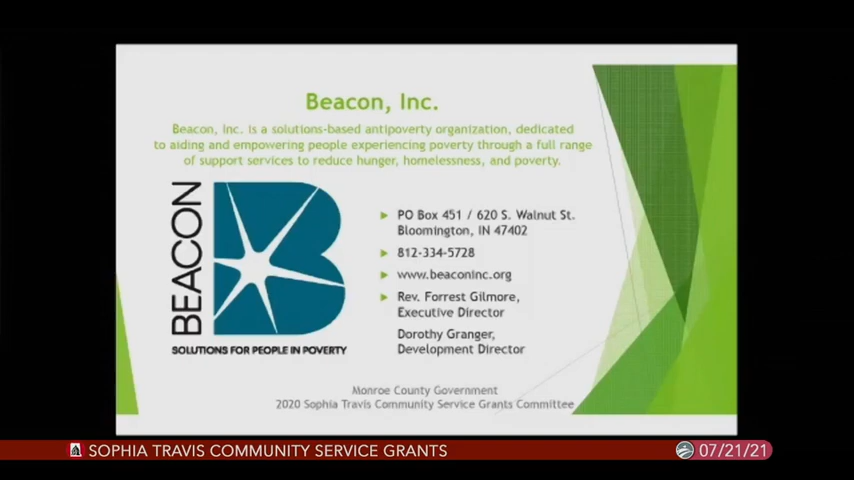 Beacon, Inc.
Beacon, Inc. is a solutions-based antipoverty organization, dedicated
to aiding and empowering people experiencing poverty through a full range
of support services to reduce hunger, homelessness, and poverty.
BEACON
SOLUTIONS FOR PEOPLE IN POVERTY
PO Box 451 / 620 S. Walnut St.
Bloomington, IN 47402
812-334-5728
www.beaconinc.org
Rev. Forrest Gilmore,
Executive Director
Dorothy Granger,
Development Director
Monroe County Government
2020 Sophia Travis Community Service Grants Committee
SOPHIA TRAVIS COMMUNITY SERVICE GRANTS
07/21/21